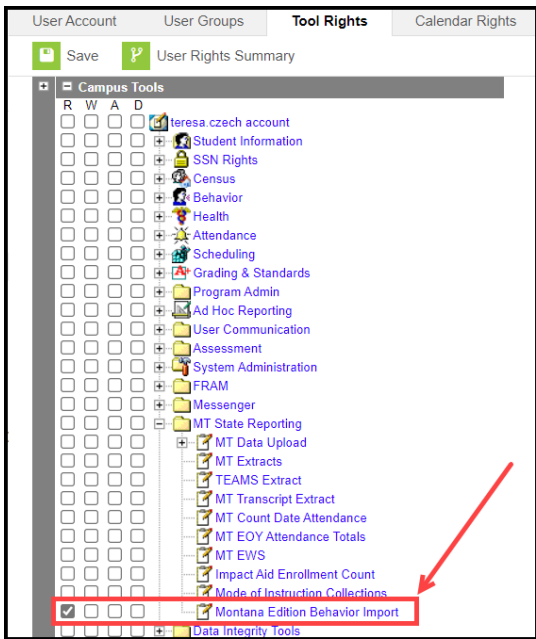 User Account User Groups Tool Rights Calendar Rights
Save User Rights Summary
Campus Tools
R W A D
teresa.czech account
Student Information
SSN Rights
Census
Behavior
Health
Attendance
Scheduling
Grading & Standards
Program Admin
Ad Hoc Reporting
User Communication
Assessment
System Administration
FRAM
Messenger
MT State Reporting
MT Data Upload
MT Extracts
TEAMS Extract
MT Transcript Extract
MT Count Date Attendance
MT EOY Attendance Totals
MT EWS
Impact Aid Enrollment Count
Mode of Instruction Collections
Montana Edition Behavior Import
Data Integrity Tools